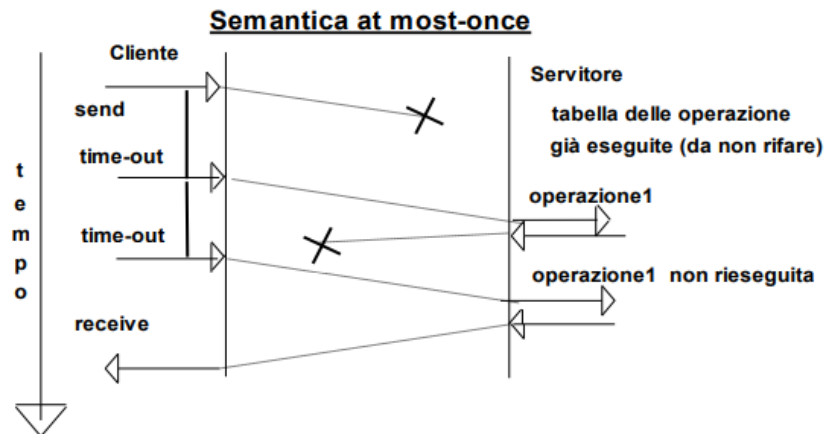 Semantica at most-once
Cliente
Servitore
send
tabella delle operazione
già eseguite (da non rifare)
time-out
tempo
operazione1
time-out
operazione1 non rieseguita
receive